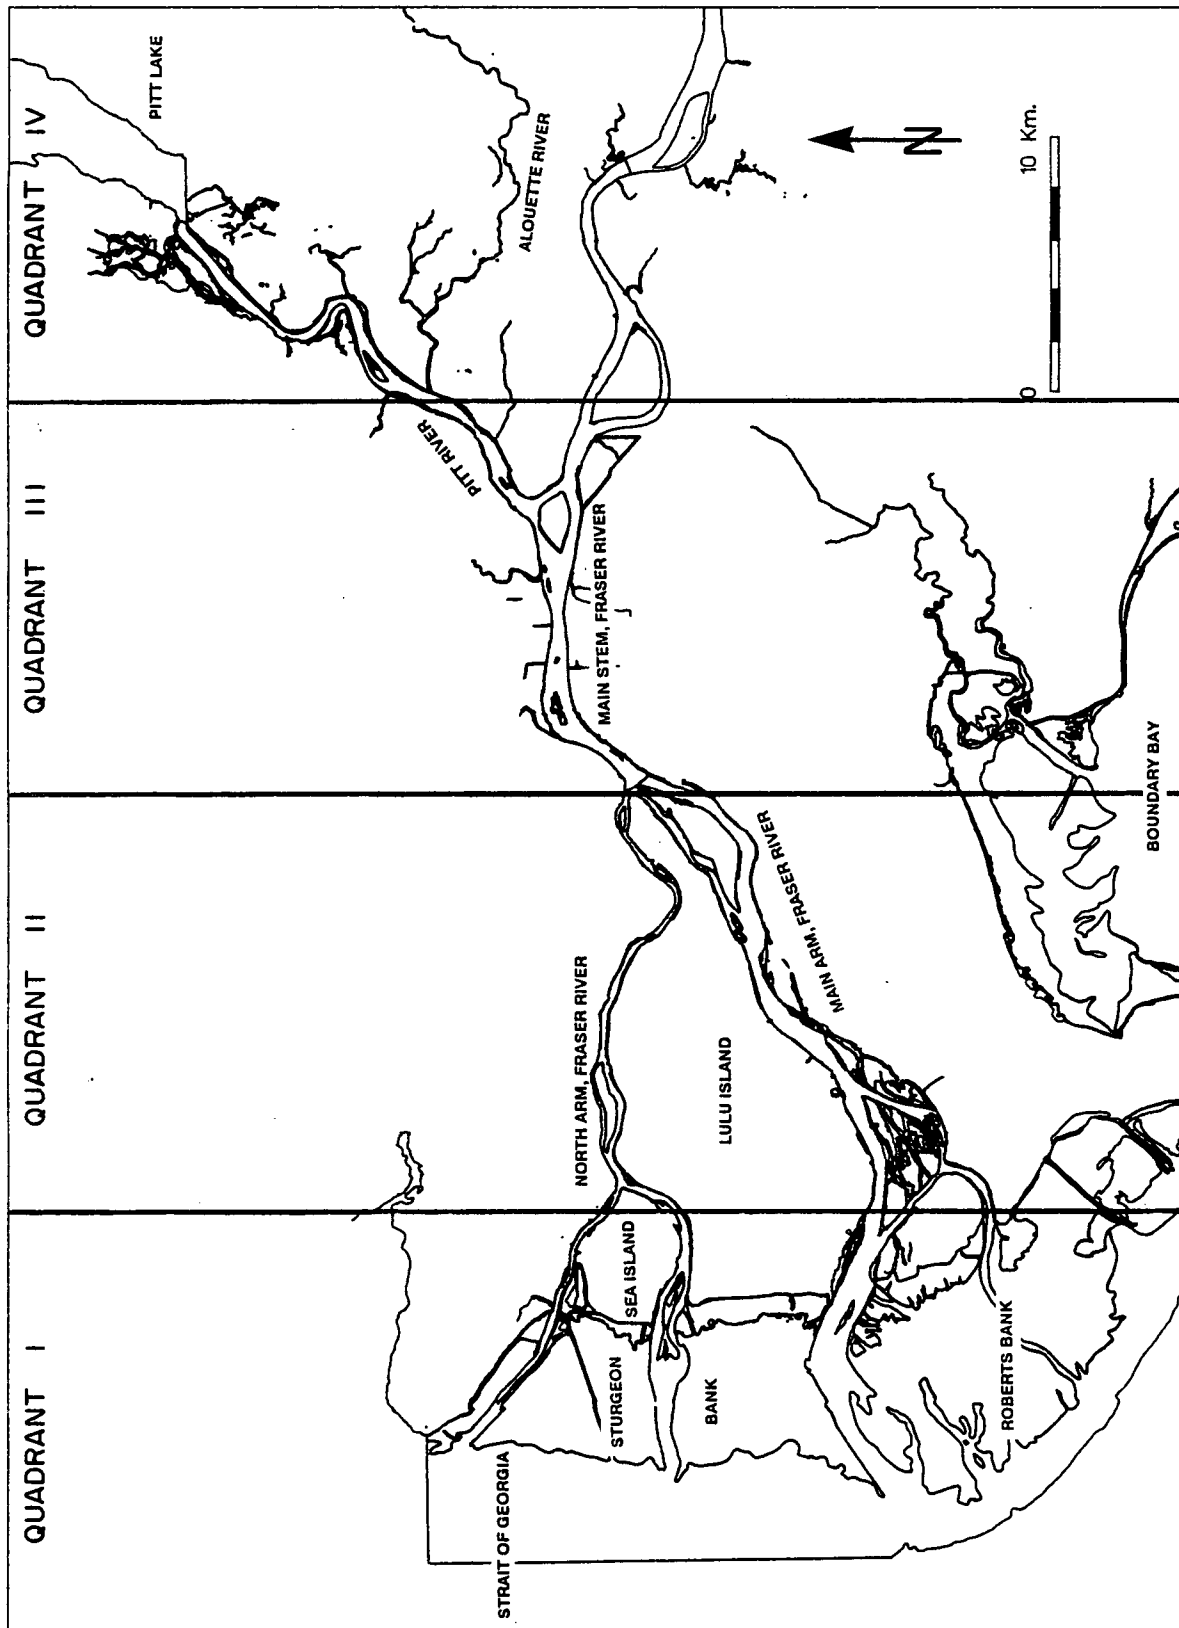 QUADRANT I
QUADRANT II
QUADRANT III
QUADRANT IV
PITT LAKE
ALOUETTE RIVER
PITT RIVER
MAIN STEM, FRASER RIVER
NORTH ARM, FRASER RIVER
MAIN ARM, FRASER RIVER
LULU ISLAND
SEA ISLAND
STURGEON
BANK
STRAIT OF GEORGIA
ROBERTS BANK
BOUNDARY BAY
N
0
10 Km.